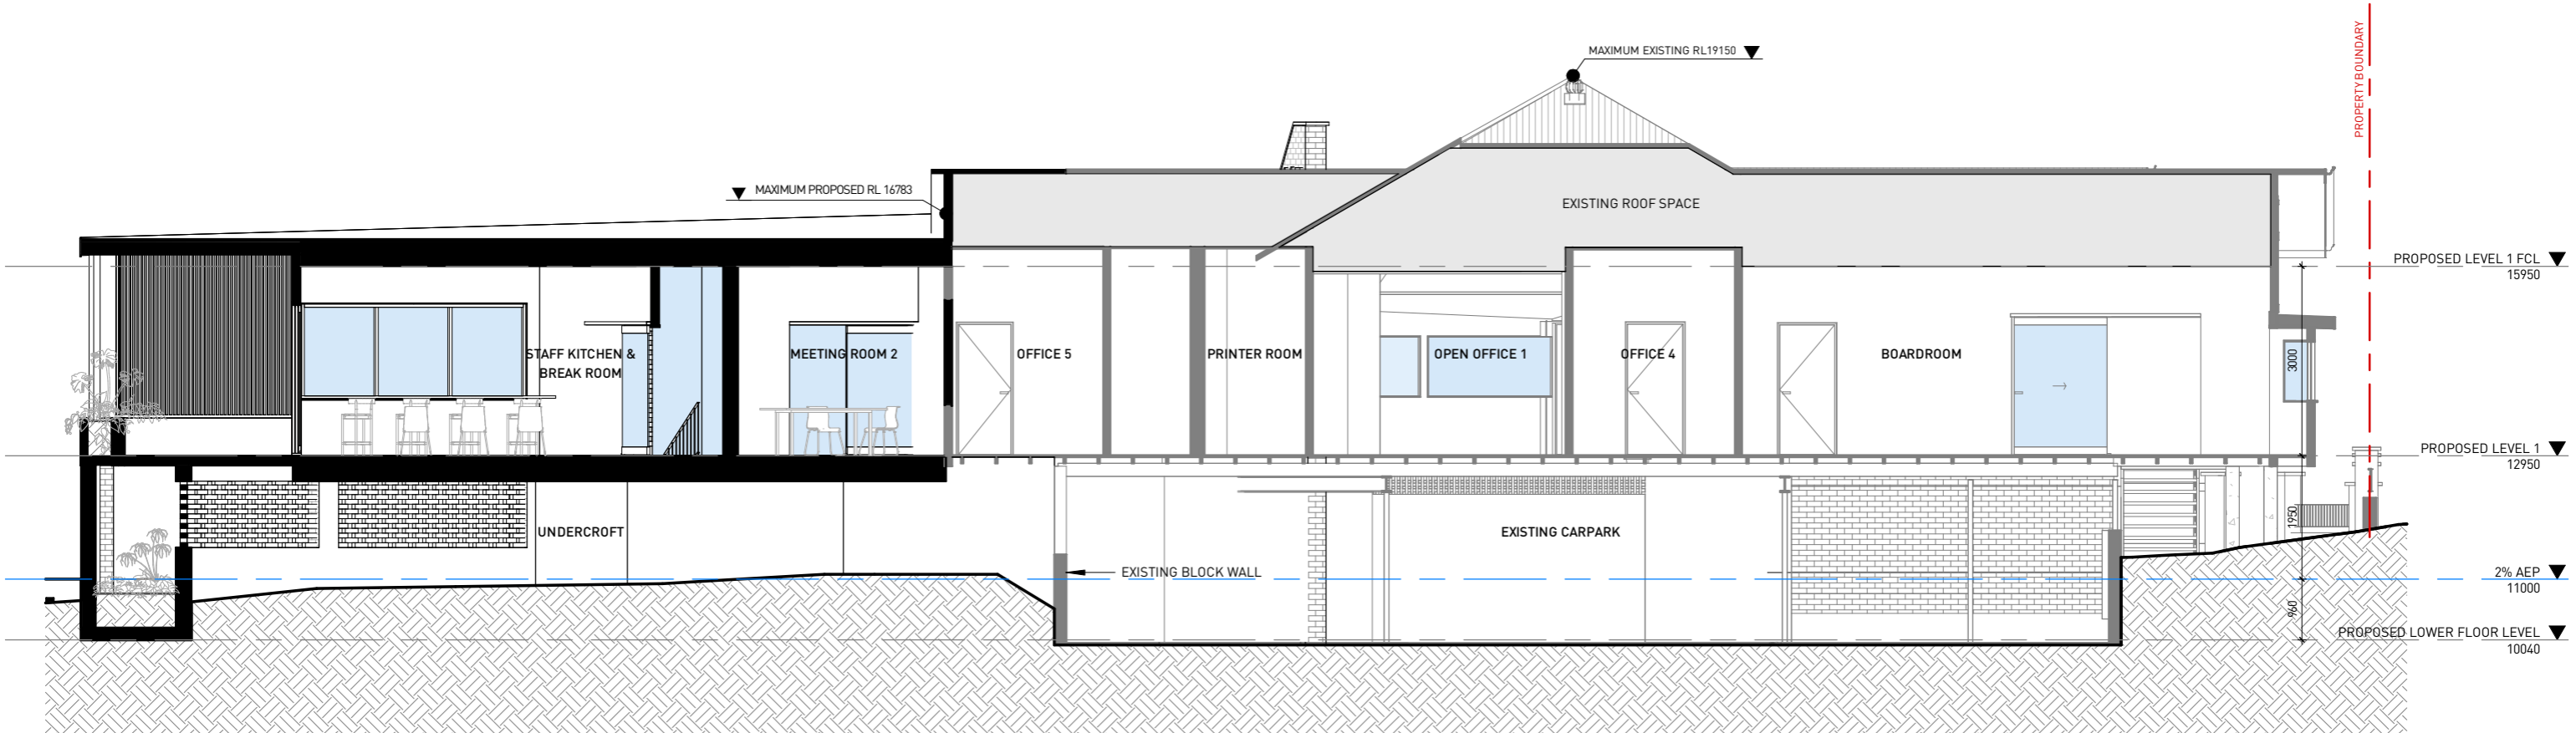 MAXIMUM EXISTING RL19150
PROPERTY BOUNDARY
MAXIMUM PROPOSED RL 16783
EXISTING ROOF SPACE
PROPOSED LEVEL 1 FCL
15950
STAFF KITCHEN &
BREAK ROOM
MEETING ROOM 2
OFFICE 5
PRINTER ROOM
OPEN OFFICE 1
OFFICE 4
BOARDROOM
3000
PROPOSED LEVEL 1
12950
UNDERCROFT
EXISTING CARPARK
1950
EXISTING BLOCK WALL
2% AEP
11000
960
PROPOSED LOWER FLOOR LEVEL
10040